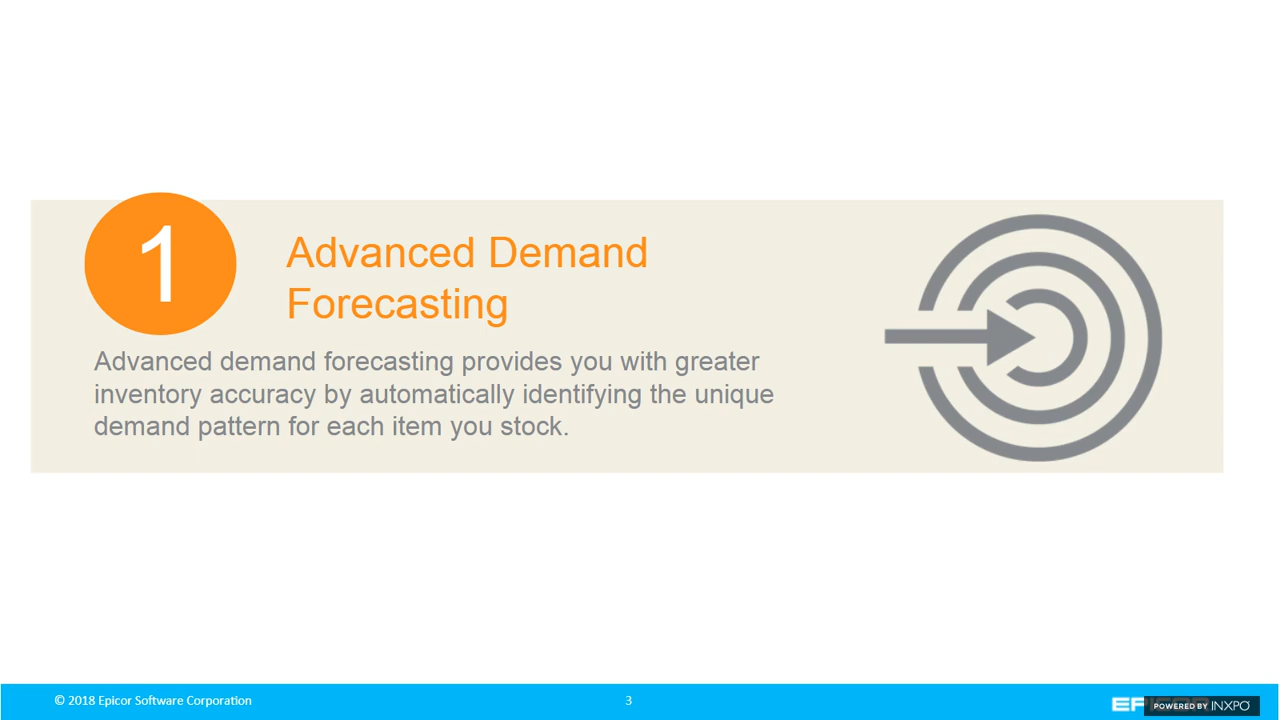 1
Advanced Demand
Forecasting
Advanced demand forecasting provides you with greater
inventory accuracy by automatically identifying the unique
demand pattern for each item you stock.
© 2018 Epicor Software Corporation
3
POWERED BY INXPO